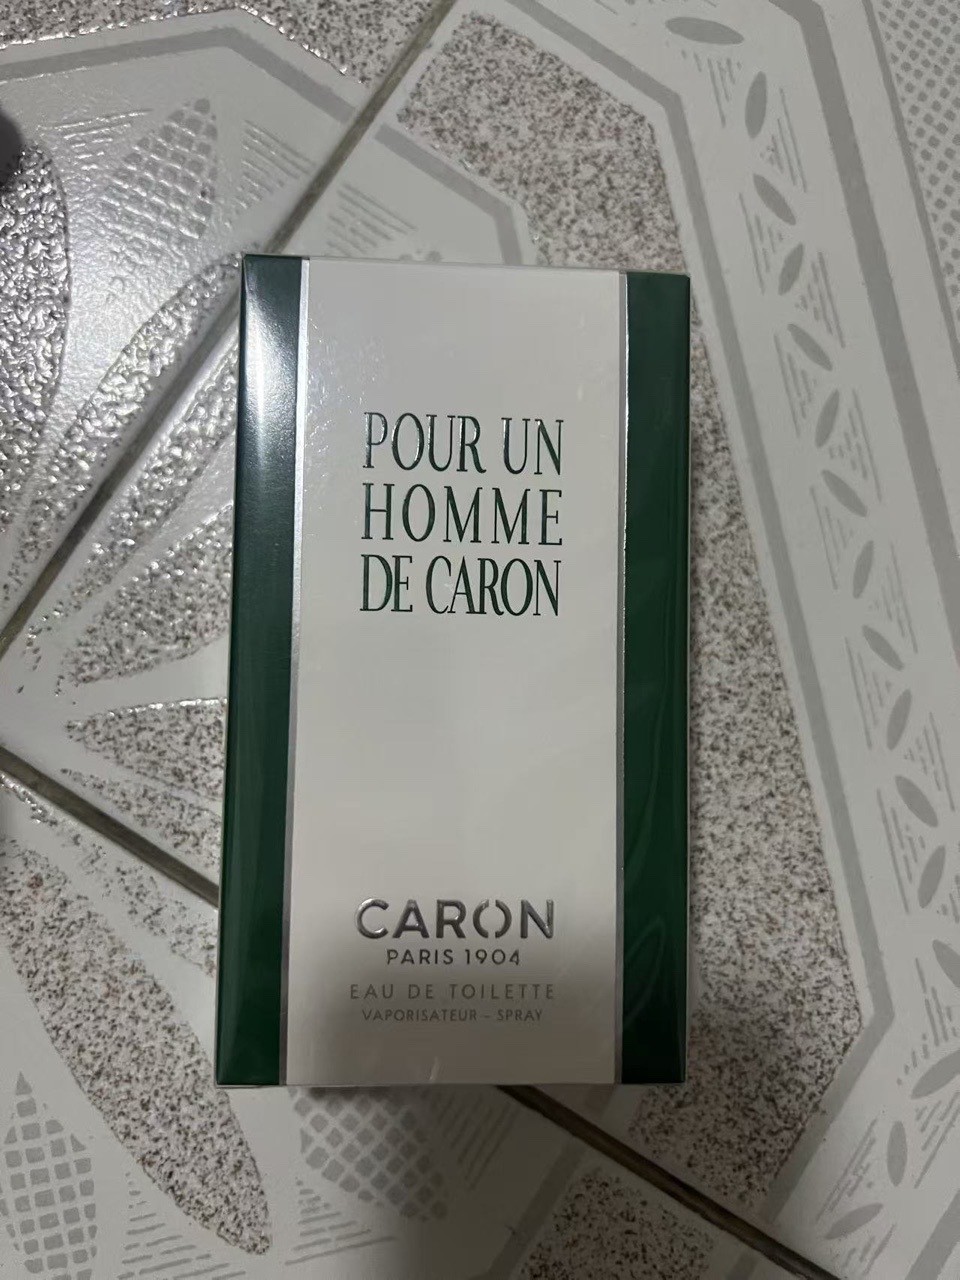 POUR UN
HOMME
DE CARON
CARON
PARIS 1904
EAU DE TOILETTE
VAPORISATEUR – SPRAY